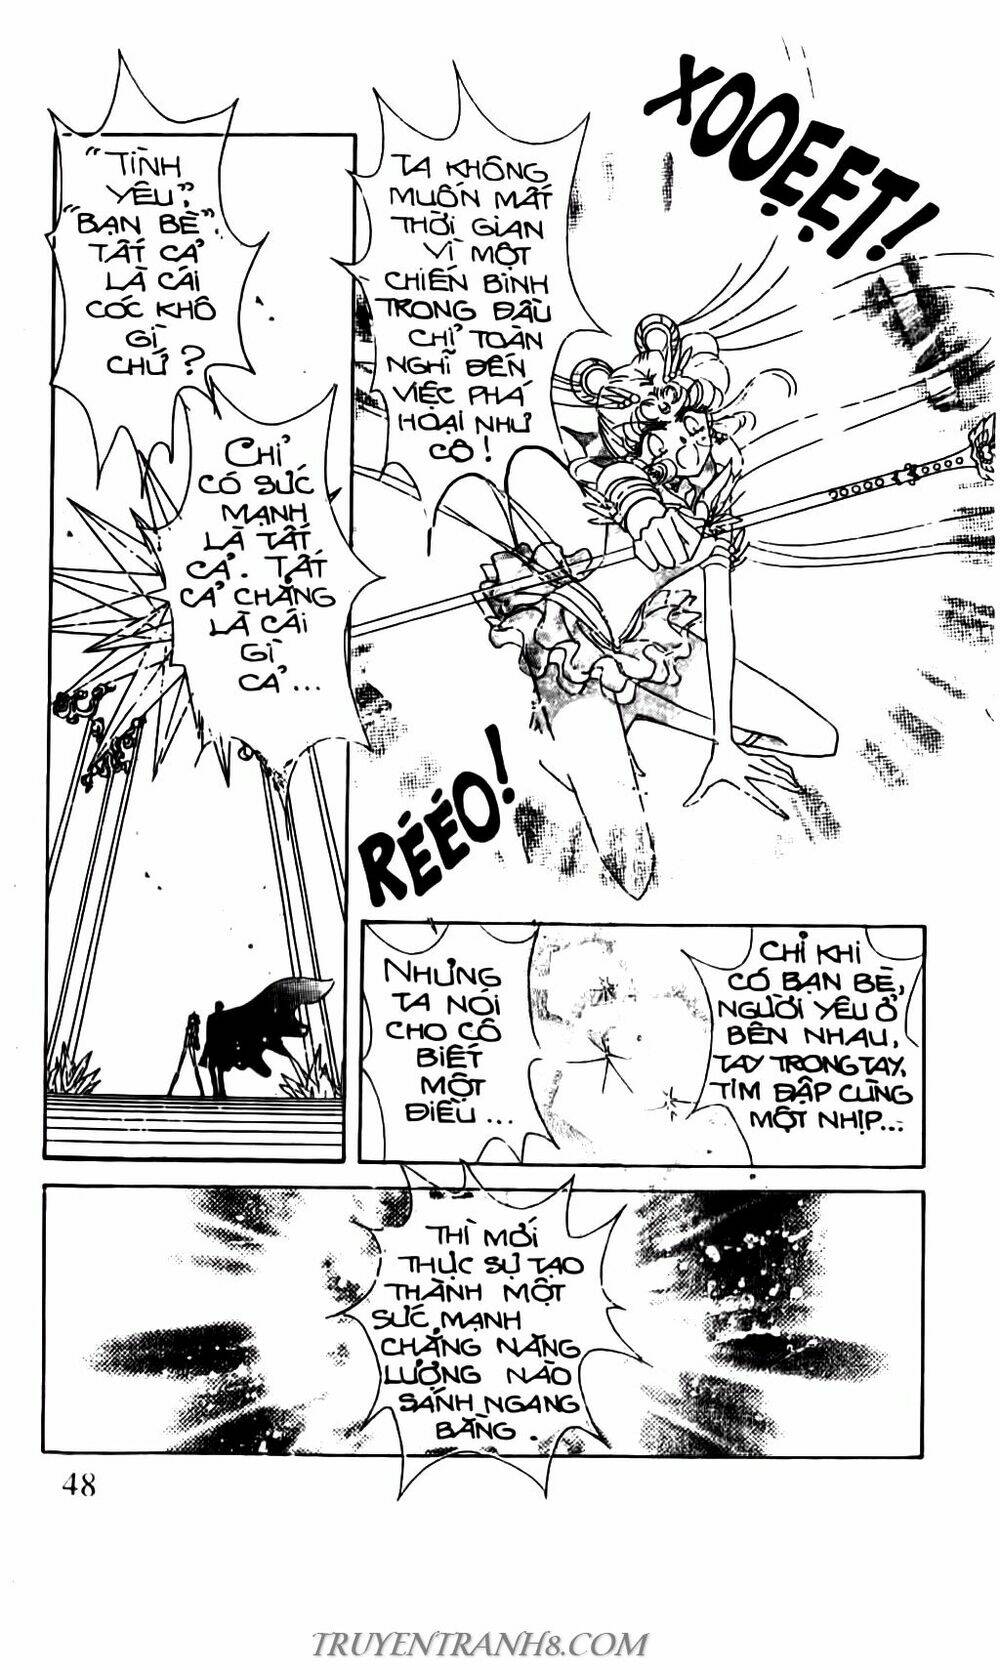 XOOẸẸT!
TA KHÔNG
MUỐN MẤT
THỜI GIAN
VÌ MỘT
CHIẾN BINH
TRONG ĐẦU
CHỈ TOÀN
NGHĨ ĐẾN
VIỆC PHÁ
HOẠI NHƯ
CÔ!
"TÌNH
YÊU",
"BẠN BÈ".
TẤT CẢ
LÀ CÁI
CÓC KHÔ
GÌ
CHỨ?
CHỈ
CÓ SỨC
MẠNH
LÀ TẤT
CẢ. TẤT
CẢ CHẲNG
LÀ CÁI
GÌ
CẢ...
RÉÉÉO!
NHƯNG
TA NÓI
CHO CÔ
BIẾT
MỘT
ĐIỀU...
CHỈ KHI
CÓ BẠN BÈ,
NGƯỜI YÊU Ở
BÊN NHAU,
TAY TRONG TAY,
TIM ĐẬP CÙNG
MỘT NHỊP...
THÌ MỚI
THỰC SỰ TẠO
THÀNH MỘT
SỨC MẠNH
CHẲNG NĂNG
LƯỢNG NÀO
SÁNH NGANG
BẰNG.
48
TRUYENTRANH8.COM